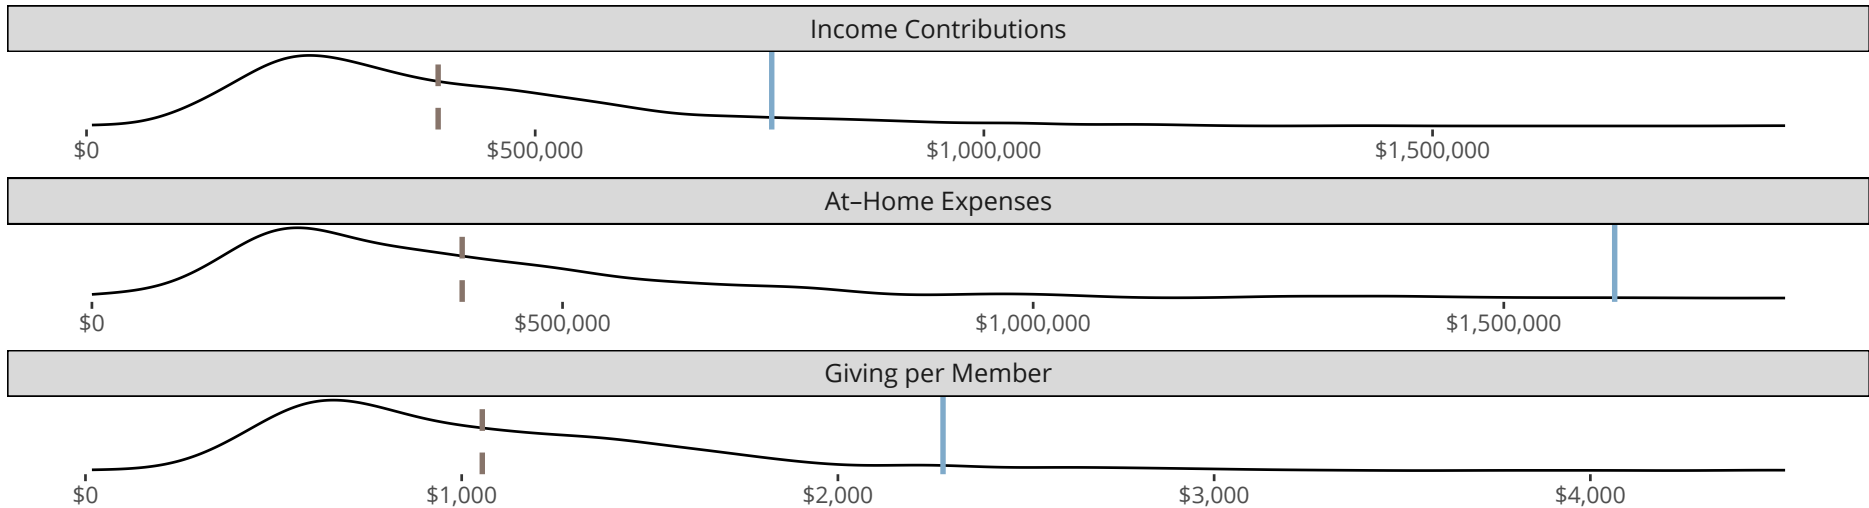 Income Contributions
$0 $500,000 $1,000,000 $1,500,000
At–Home Expenses
$0 $500,000 $1,000,000 $1,500,000
Giving per Member
$0 $1,000 $2,000 $3,000 $4,000